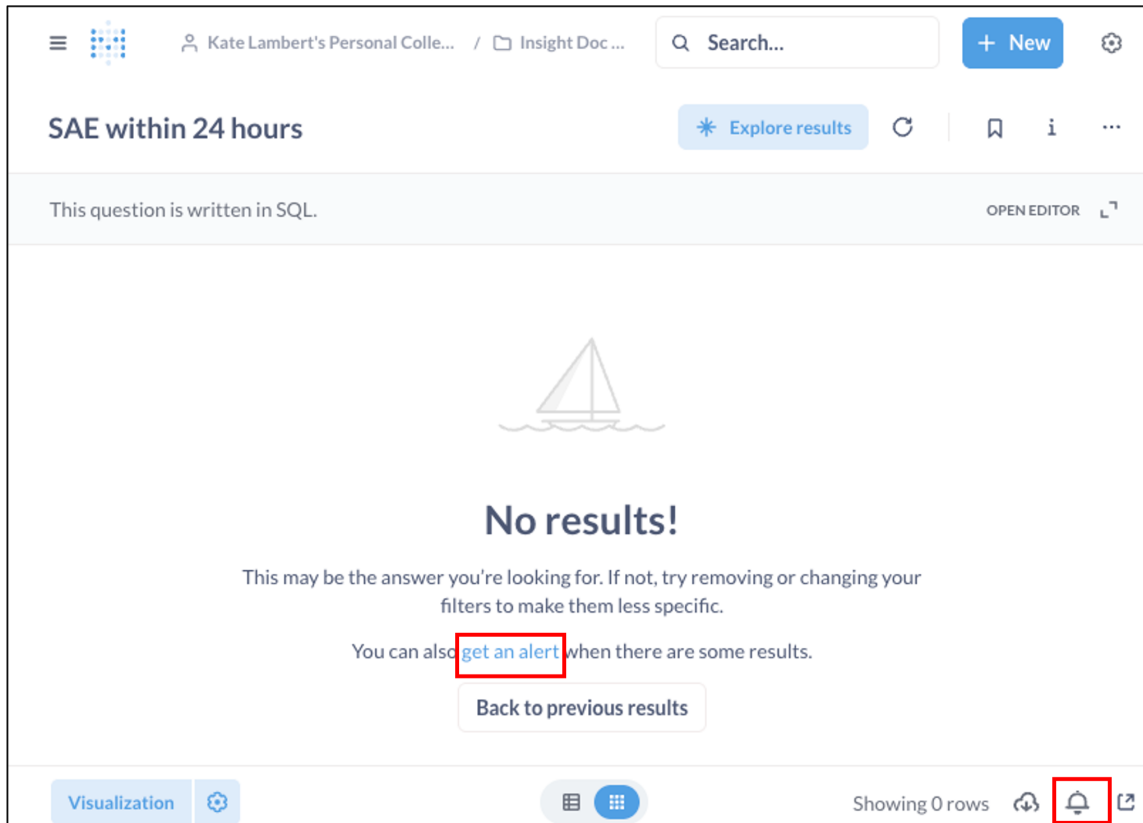 Kate Lambert's Personal Colle... / Insight Doc ...
Search...
+ New
SAE within 24 hours
Explore results
This question is written in SQL.
OPEN EDITOR
No results!
This may be the answer you're looking for. If not, try removing or changing your
filters to make them less specific.
You can also get an alert when there are some results.
Back to previous results
Visualization
Showing 0 rows